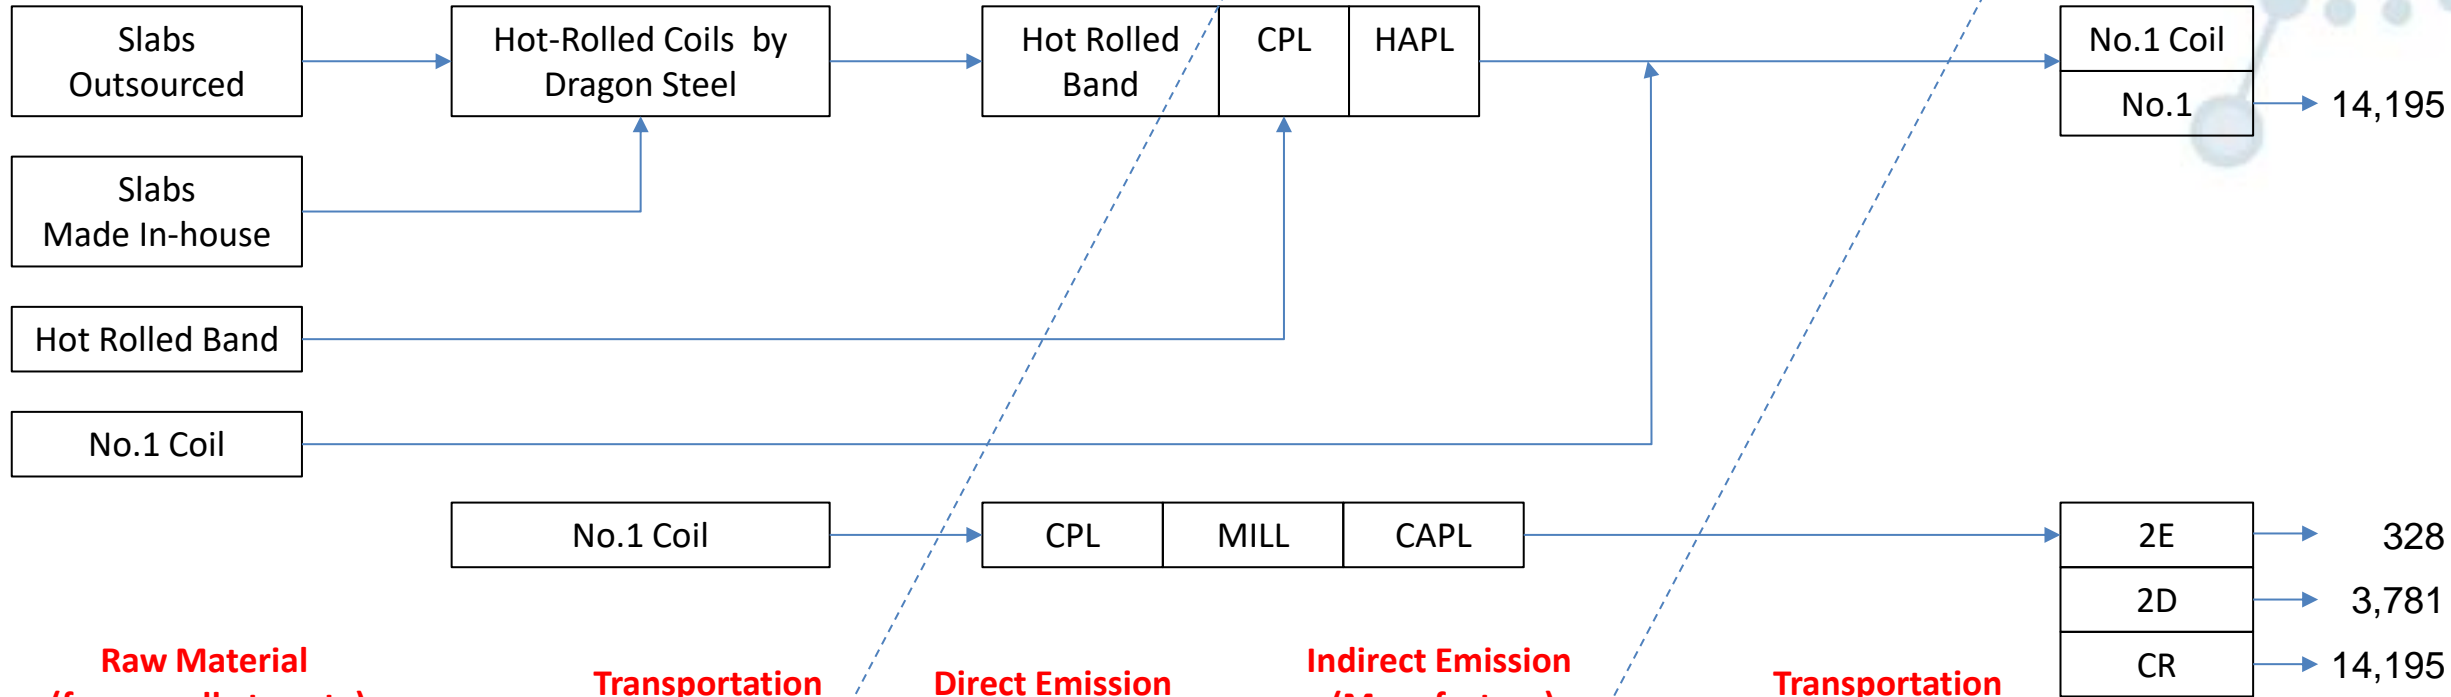 Slabs
Outsourced
Hot-Rolled Coils by
Dragon Steel
Hot Rolled
Band
CPL
HAPL
No.1 Coil
No.1
14,195
Slabs
Made In-house
Hot Rolled Band
No.1 Coil
No.1 Coil
CPL
MILL
CAPL
2E
328
2D
3,781
CR
14,195
Raw Material
Transportation
Direct Emission
Indirect Emission
Transportation